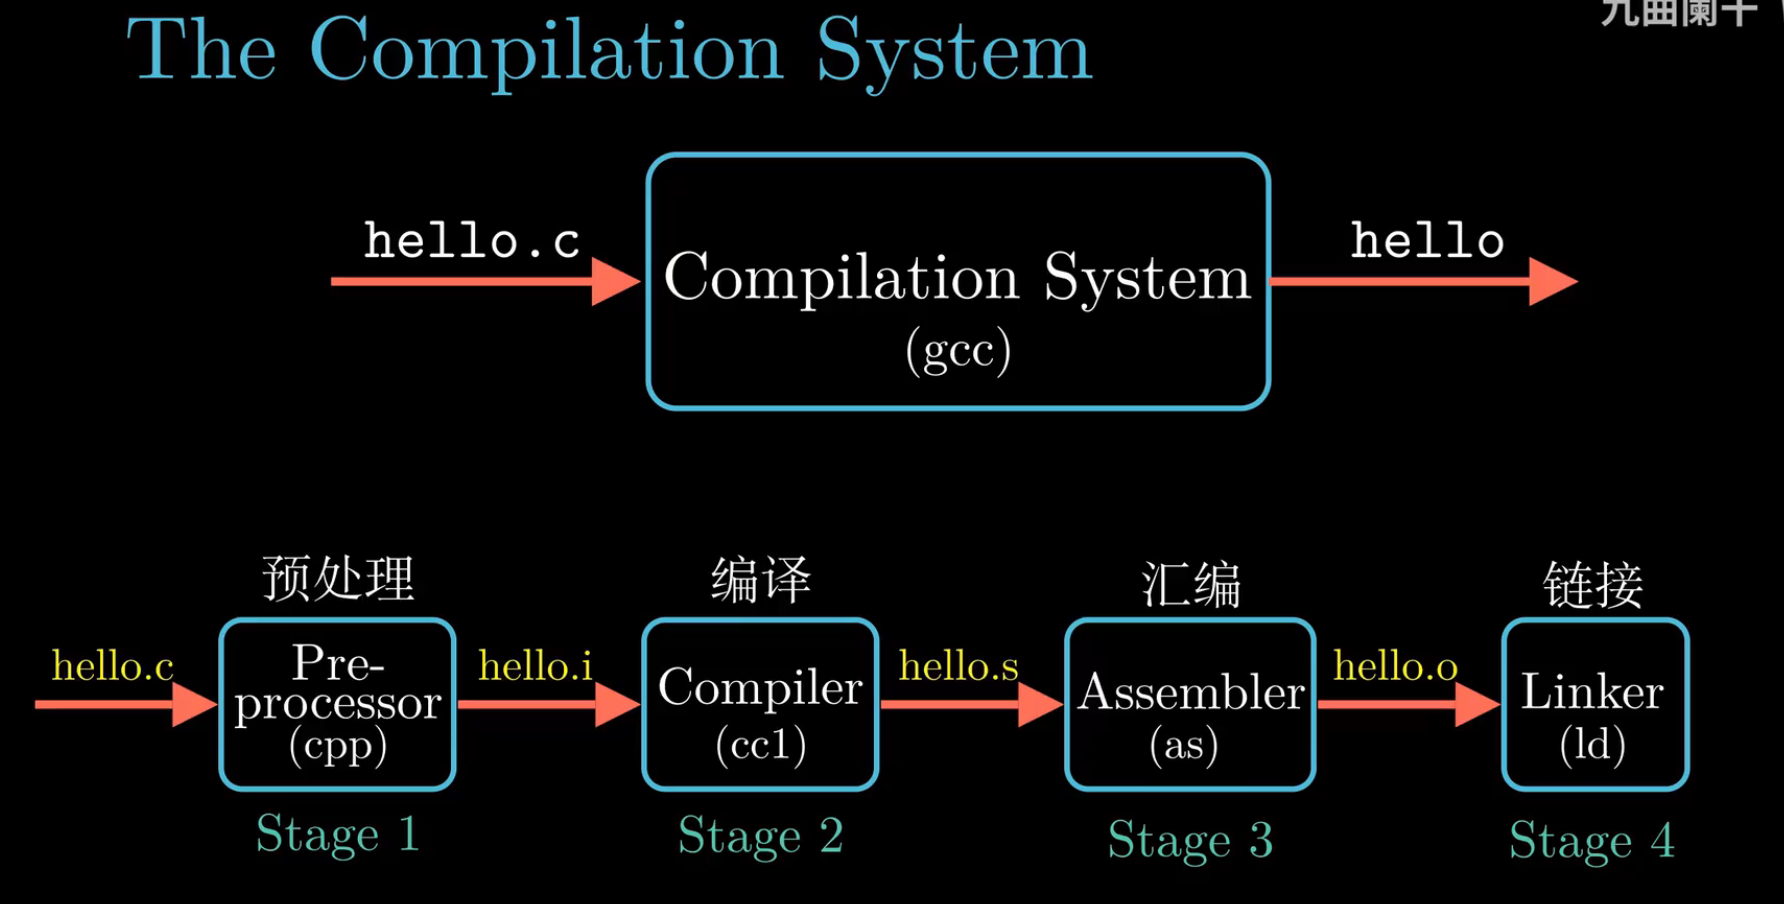 The Compilation System
九曲阑干
hello.c
Compilation System
(gcc)
hello
预处理
编译
汇编
链接
hello.c
Pre-
processor
(cpp)
hello.i
Compiler
(cc1)
hello.s
Assembler
(as)
hello.o
Linker
(ld)
Stage 1
Stage 2
Stage 3
Stage 4